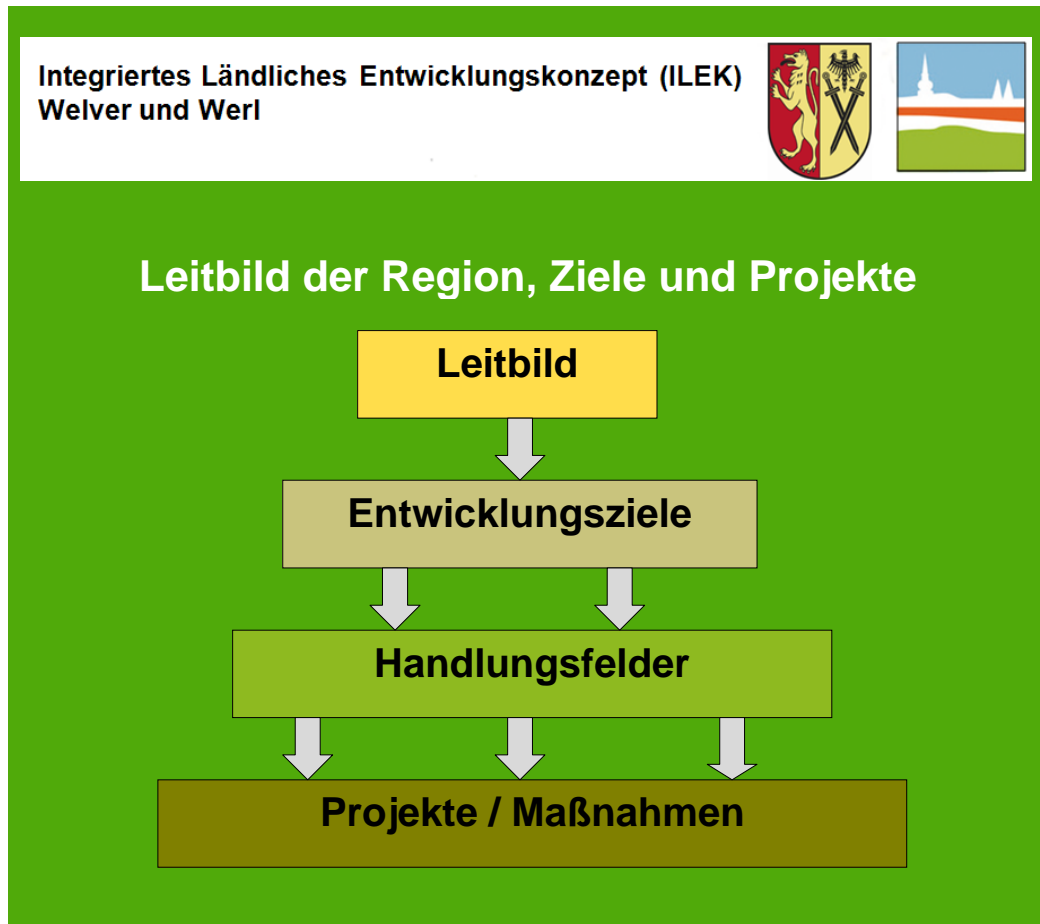 Integriertes Ländliches Entwicklungskonzept (ILEK)
Welver und Werl
Leitbild der Region, Ziele und Projekte
Leitbild
Entwicklungsziele
Handlungsfelder
Projekte / Maßnahmen